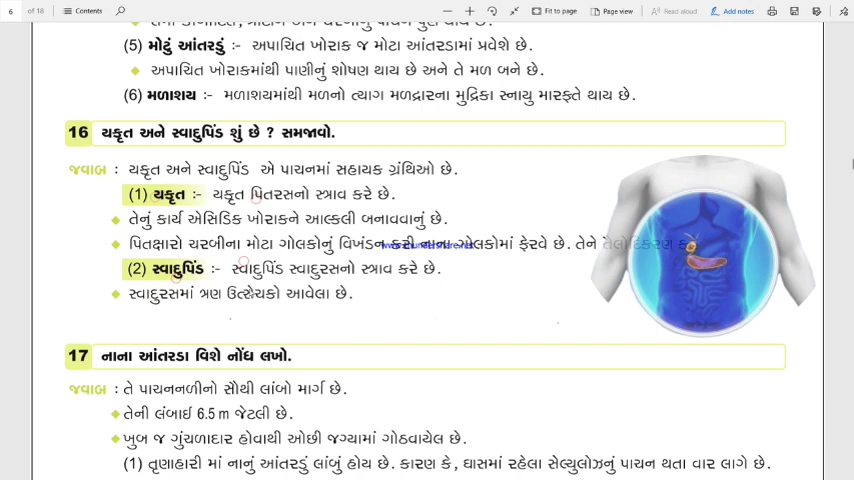 6 of 18 Contents Fit to page Page view Read aloud Add notes
(5) મોટું આંતરડું :- અપાચિત ખોરાક જ મોટા આંતરડામાં પ્રવેશે છે.
અપાચિત ખોરાકમાંથી પાણીનું શોષણ થાય છે અને તે મળ બને છે.
(6) મળાશય :- મળાશયમાંથી મળનો ત્યાગ મળદ્વારના મુદ્રિકા સ્નાયુ મારફતે થાય છે.
16 યકૃત અને સ્વાદુપિંડ શું છે ? સમજાવો.
જવાબ : યકૃત અને સ્વાદુપિંડ એ પાચનમાં સહાયક ગ્રંથિઓ છે.
(1) યકૃત :- યકૃત પિતરસનો સ્ત્રાવ કરે છે.
તેનું કાર્ય એસિડિક ખોરાકને આલ્કલી બનાવવાનું છે.
પિતક્ષારો ચરબીના મોટા ગોલકોનું વિખંડન કરી નાના ગોલકોમાં ફેરવે છે. તેને તૈલોદીકરણ
(2) સ્વાદુપિંડ :- સ્વાદુપિંડ સ્વાદુરસનો સ્ત્રાવ કરે છે.
સ્વાદુરસમાં ત્રણ ઉત્સેચકો આવેલા છે.
17 નાના આંતરડા વિશે નોંધ લખો.
જવાબ : તે પાચનનળીનો સૌથી લાંબો માર્ગ છે.
તેની લંબાઈ 6.5 m જેટલી છે.
ખુબ જ ગુંચળાદાર હોવાથી ઓછી જગ્યામાં ગોઠવાયેલ છે.
(1) તૃણાહારી માં નાનું આંતરડું લાંબું હોય છે. કારણ કે, ઘાસમાં રહેલા સેલ્યુલોઝનું પાચન થતા વાર લાગે છે.